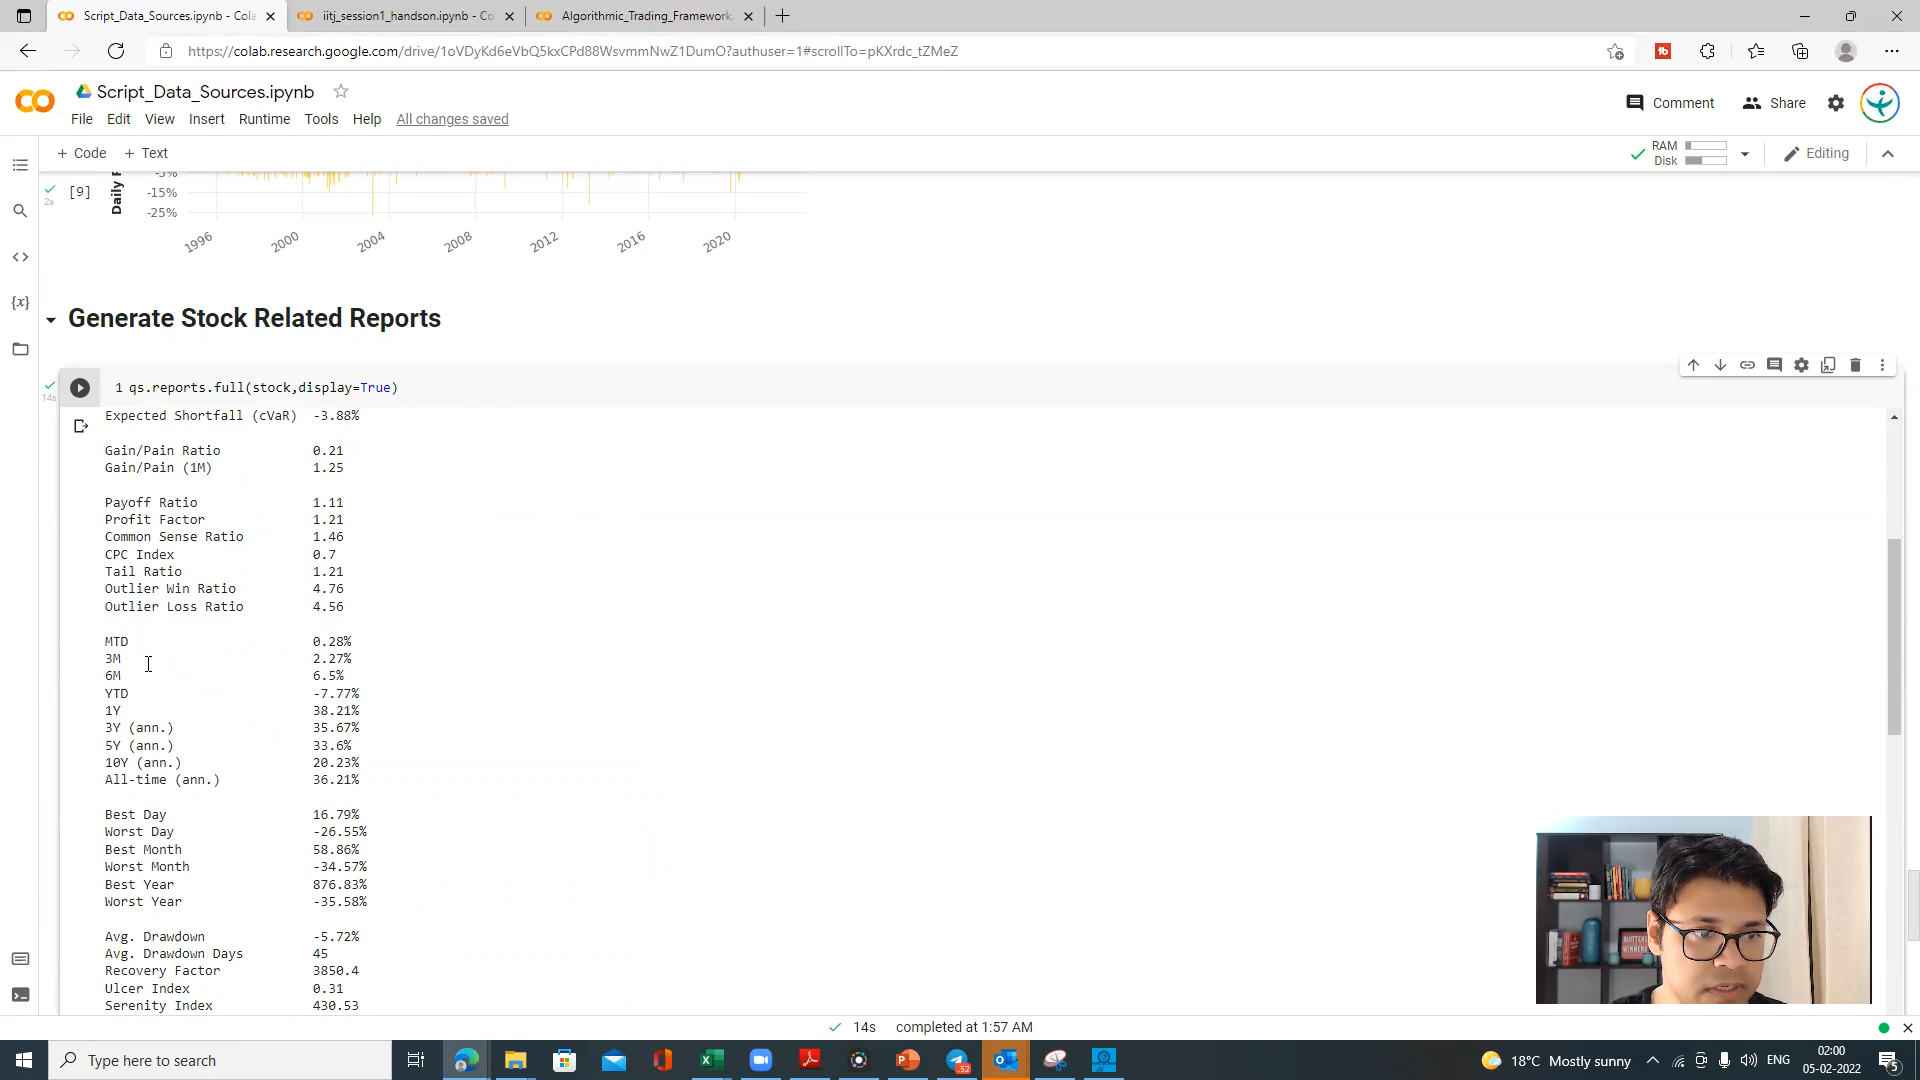 Script_Data_Sources.ipynb - Cola
iitj_session1_handson.ipynb - Co
Algorithmic_Trading_Framework.
https://colab.research.google.com/drive/1oVDyKd6eVbQ5kxCPd88WsvmmNwZ1DumO?authuser=1#scrollTo=pKXrdc_tZMeZ
Script_Data_Sources.ipynb
Comment
Share
File Edit View Insert Runtime Tools Help All changes saved
+ Code + Text
RAM
Disk
Editing
[9]
2s
Daily
-5%
-15%
-25%
1996 2000 2004 2008 2012 2016 2020
{x}
Generate Stock Related Reports
14s
1 qs.reports.full(stock,display=True)
Expected Shortfall (cVaR) -3.88%
Gain/Pain Ratio 0.21
Gain/Pain (1M) 1.25
Payoff Ratio 1.11
Profit Factor 1.21
Common Sense Ratio 1.46
CPC Index 0.7
Tail Ratio 1.21
Outlier Win Ratio 4.76
Outlier Loss Ratio 4.56
MTD 0.28%
3M 2.27%
6M 6.5%
YTD -7.77%
1Y 38.21%
3Y (ann.) 35.67%
5Y (ann.) 33.6%
10Y (ann.) 20.23%
All-time (ann.) 36.21%
Best Day 16.79%
Worst Day -26.55%
Best Month 58.86%
Worst Month -34.57%
Best Year 876.83%
Worst Year -35.58%
Avg. Drawdown -5.72%
Avg. Drawdown Days 45
Recovery Factor 3850.4
Ulcer Index 0.31
Serenity Index 430.53
14s completed at 1:57 AM
Type here to search
18°C Mostly sunny
ENG
02:00
05-02-2022
5